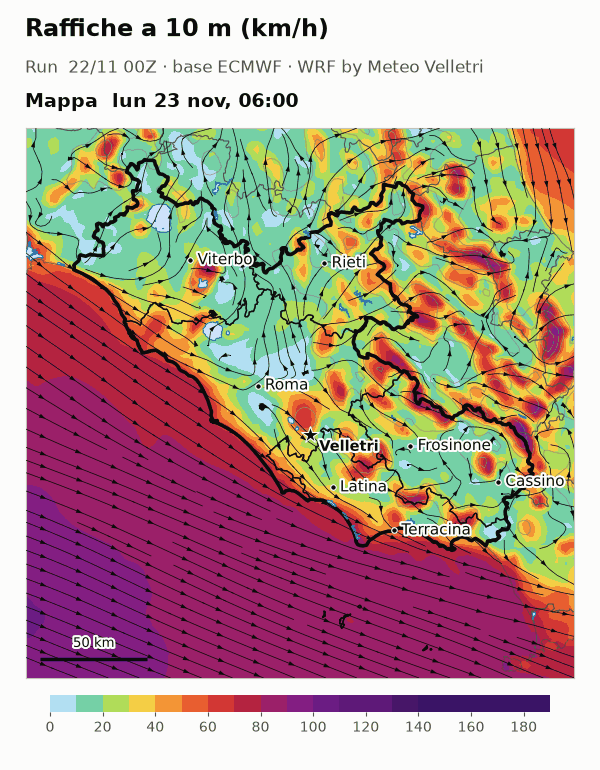 Raffiche a 10 m (km/h)
Run  22/11 00Z · base ECMWF · WRF by Meteo Velletri
Mappa  lun 23 nov, 06:00
Viterbo
Rieti
Roma
Velletri
Frosinone
Cassino
Latina
Terracina
50 km
0 20 40 60 80 100 120 140 160 180